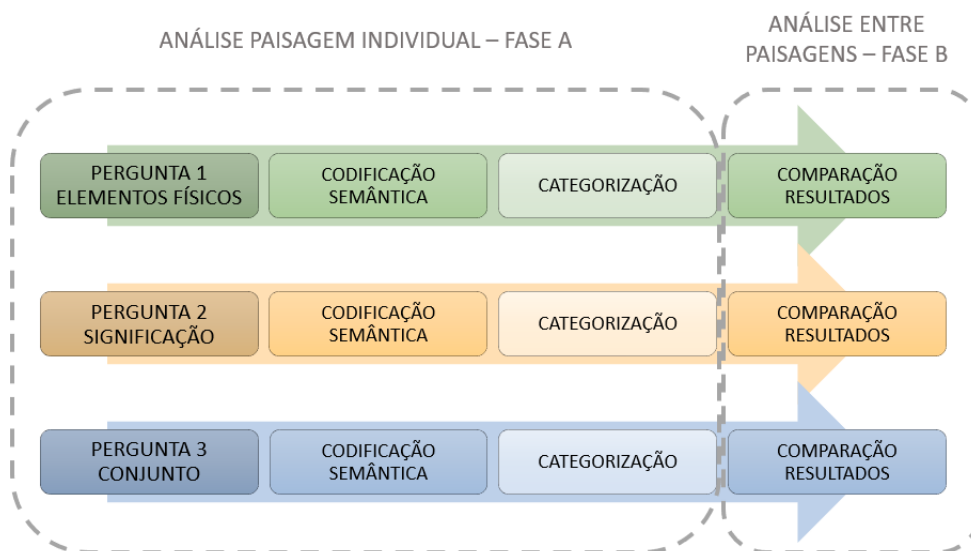 ANÁLISE PAISAGEM INDIVIDUAL – FASE A
ANÁLISE ENTRE
PAISAGENS – FASE B
PERGUNTA 1
ELEMENTOS FÍSICOS
CODIFICAÇÃO
SEMÂNTICA
CATEGORIZAÇÃO
COMPARAÇÃO
RESULTADOS
PERGUNTA 2
SIGNIFICAÇÃO
CODIFICAÇÃO
SEMÂNTICA
CATEGORIZAÇÃO
COMPARAÇÃO
RESULTADOS
PERGUNTA 3
CONJUNTO
CODIFICAÇÃO
SEMÂNTICA
CATEGORIZAÇÃO
COMPARAÇÃO
RESULTADOS